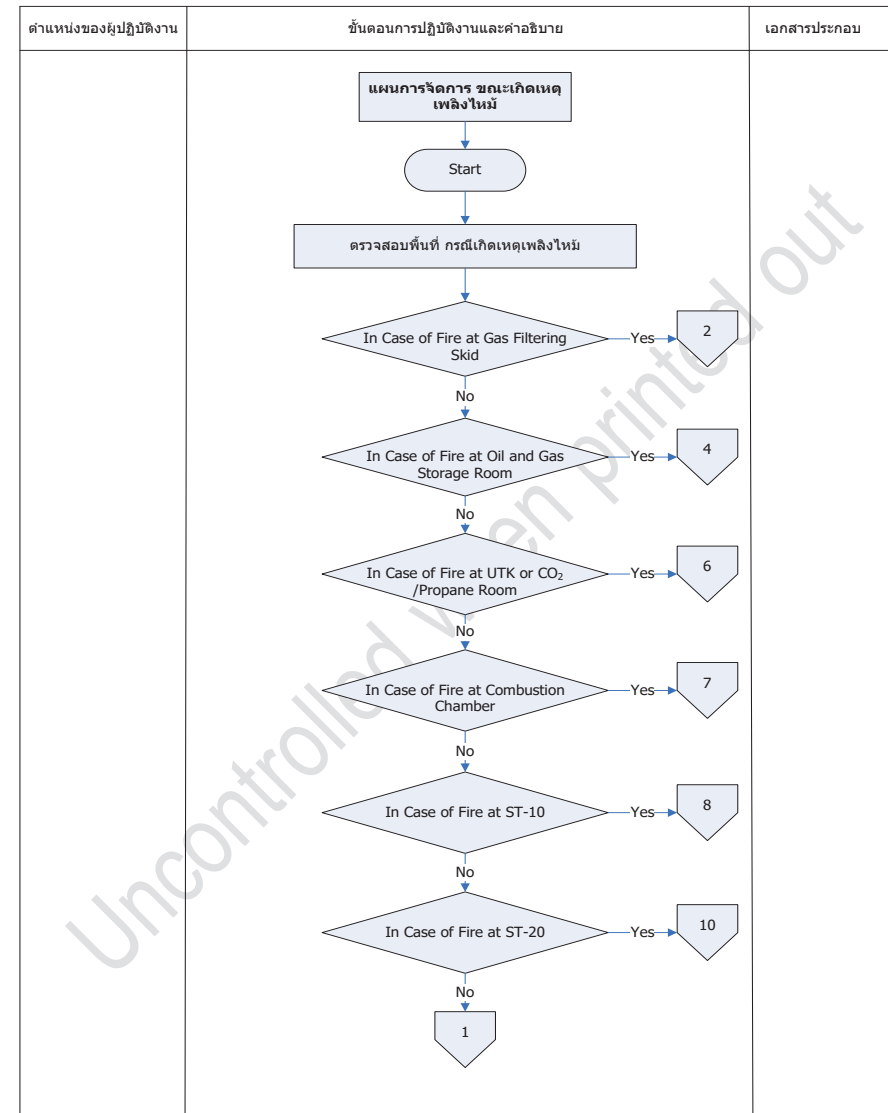 ตำแหน่งของผู้ปฏิบัติงาน
ขั้นตอนการปฏิบัติงานและคำอธิบาย
เอกสารประกอบ
แผนการจัดการ ขณะเกิดเหตุ
เพลิงไหม้
Start
ตรวจสอบพื้นที่ กรณีเกิดเหตุเพลิงไหม้
In Case of Fire at Gas Filtering
Skid
Yes
2
No
In Case of Fire at Oil and Gas
Storage Room
Yes
4
No
In Case of Fire at UTK or CO₂
/Propane Room
Yes
6
No
In Case of Fire at Combustion
Chamber
Yes
7
No
In Case of Fire at ST-10
Yes
8
No
In Case of Fire at ST-20
Yes
10
No
1
Uncontrolled when printed out